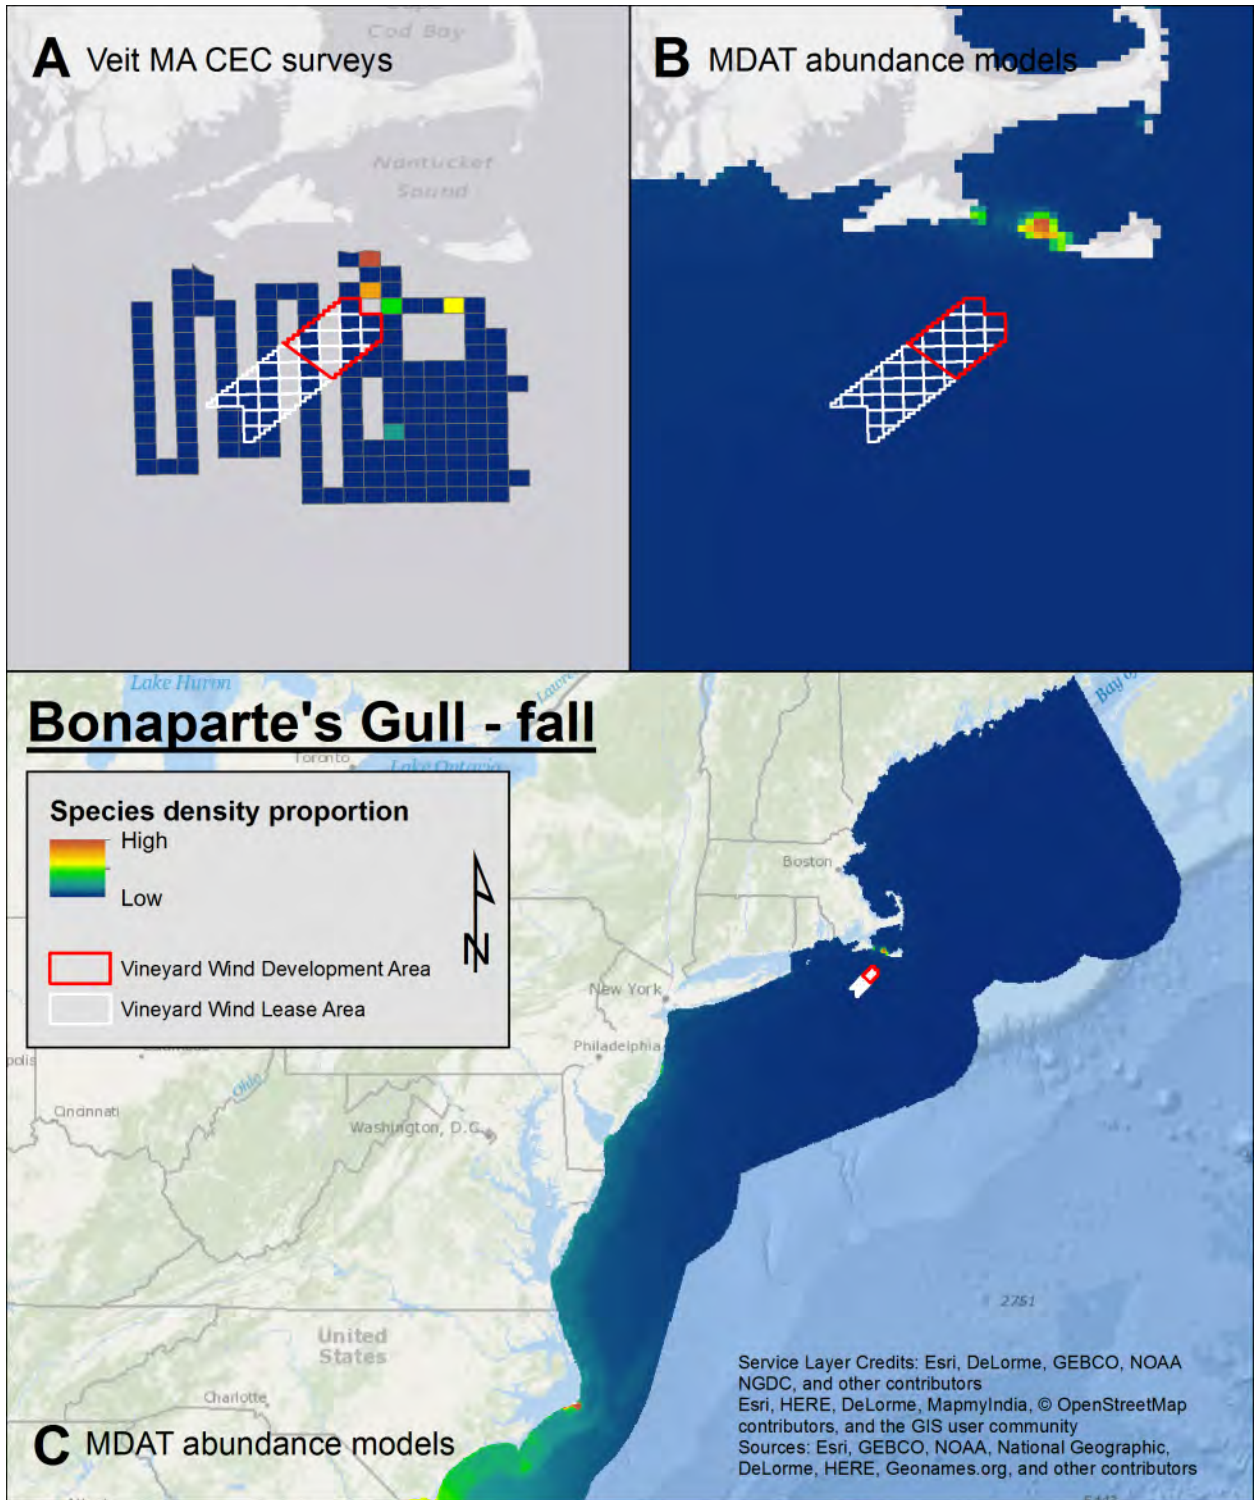 A Veit MA CEC surveys
Cod Bay
Nantucket
Sound
B MDAT abundance models
Lake Huron
Bonaparte's Gull - fall
Toronto
Lake Ontario
Species density proportion
High
Low
N
Vineyard Wind Development Area
Vineyard Wind Lease Area
Bay of
Boston
New York
Philadelphia
Ohio
Cincinnati
Washington, D.C.
2751
United
States
Charlotte
C MDAT abundance models
Service Layer Credits: Esri, DeLorme, GEBCO, NOAA
NGDC, and other contributors
Esri, HERE, DeLorme, MapmyIndia, © OpenStreetMap
contributors, and the GIS user community
Sources: Esri, GEBCO, NOAA, National Geographic,
DeLorme, HERE, Geonames.org, and other contributors